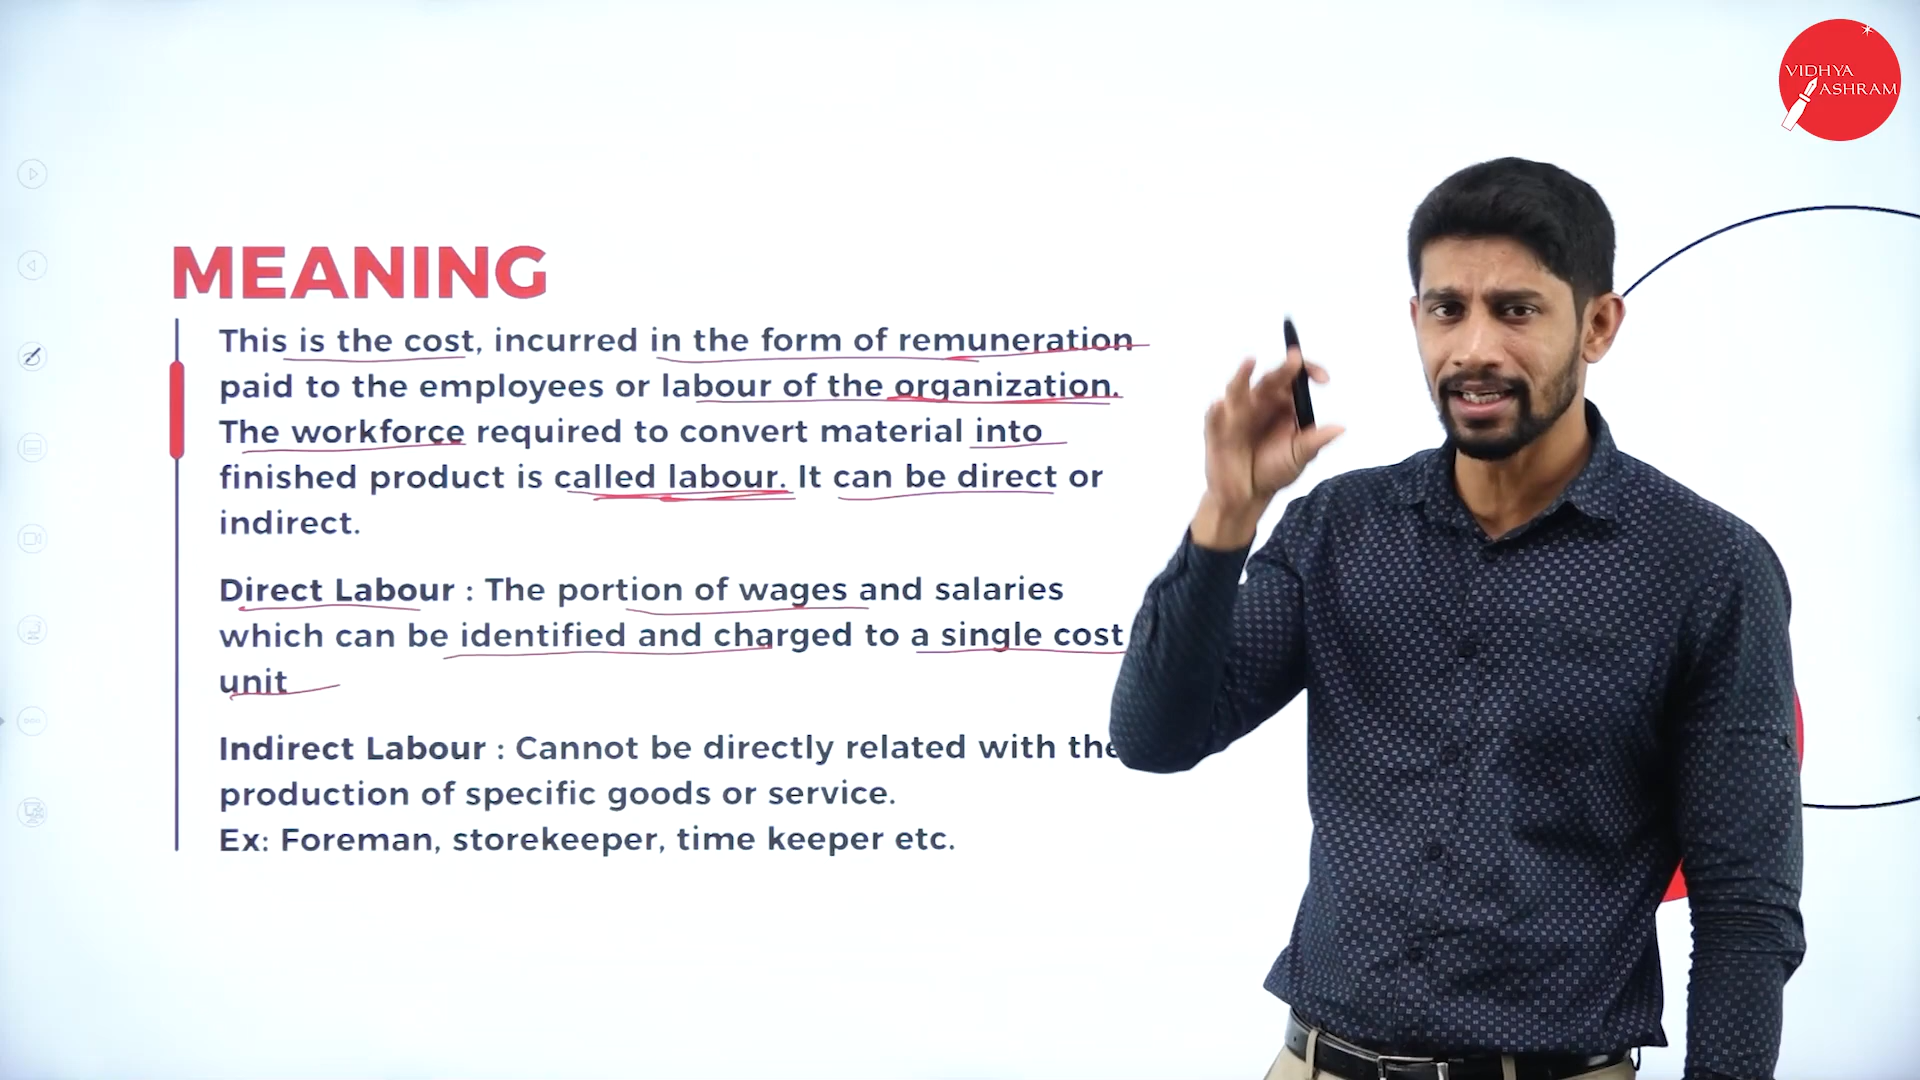 VIDHYA
ASHRAM
MEANING
This is the cost, incurred in the form of remuneration
paid to the employees or labour of the organization.
The workforce required to convert material into
finished product is called labour. It can be direct or
indirect.
Direct Labour : The portion of wages and salaries
which can be identified and charged to a single cost
unit
Indirect Labour : Cannot be directly related with the
production of specific goods or service.
Ex: Foreman, storekeeper, time keeper etc.